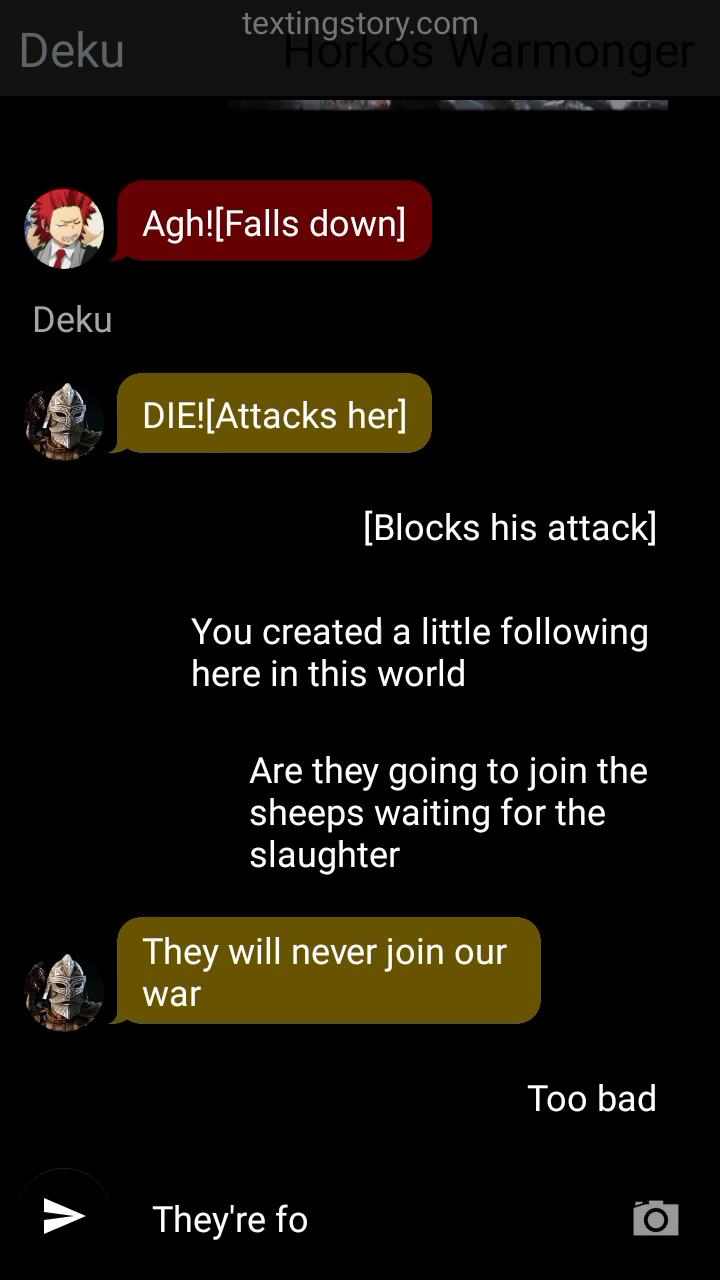 textingstory.com
Deku
Horkos Warmonger
Agh![Falls down]
Deku
DIE![Attacks her]
[Blocks his attack]
You created a little following
here in this world
Are they going to join the
sheeps waiting for the
slaughter
They will never join our
war
Too bad
They're fo